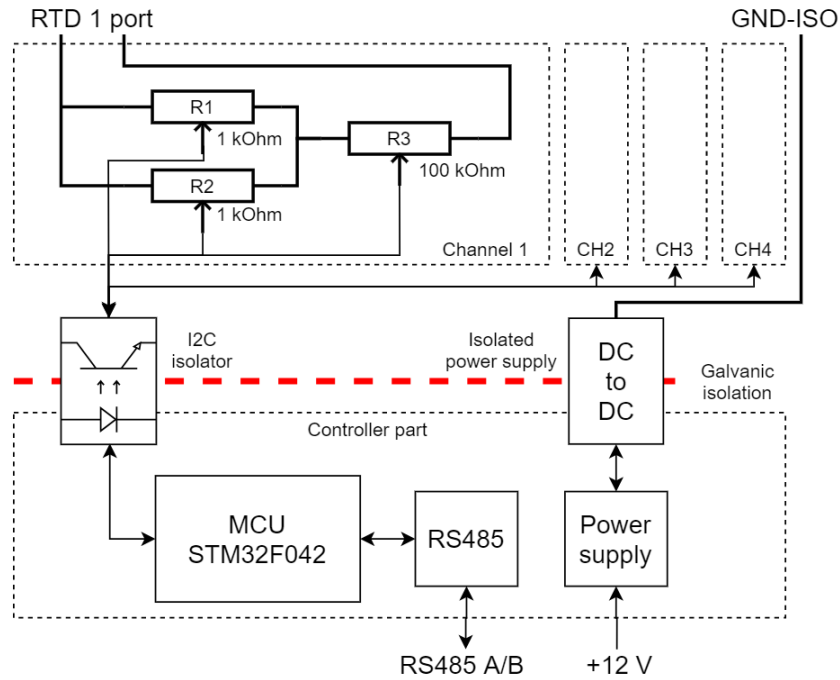 RTD 1 port
GND-ISO
R1
1 kOhm
R3
100 kOhm
R2
1 kOhm
Channel 1
CH2
CH3
CH4
I2C
isolator
Isolated
power supply
DC
to
DC
Galvanic
isolation
Controller part
MCU
STM32F042
RS485
Power
supply
RS485 A/B
+12 V